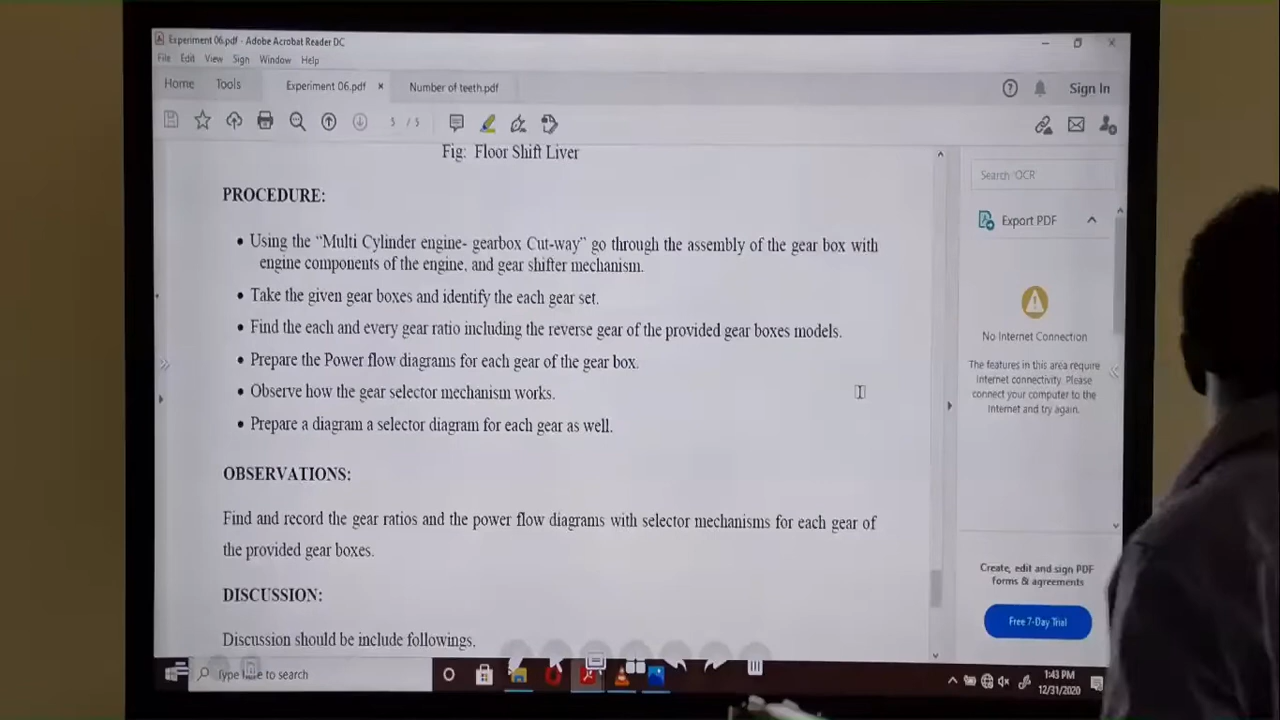 Experiment 06.pdf - Adobe Acrobat Reader DC
File Edit View Sign Window Help
Home Tools Experiment 06.pdf × Number of teeth.pdf Sign In
5 / 5
Fig: Floor Shift Liver
PROCEDURE:
• Using the “Multi Cylinder engine- gearbox Cut-way” go through the assembly of the gear box with
engine components of the engine, and gear shifter mechanism.
• Take the given gear boxes and identify the each gear set.
• Find the each and every gear ratio including the reverse gear of the provided gear boxes models.
• Prepare the Power flow diagrams for each gear of the gear box.
• Observe how the gear selector mechanism works.
• Prepare a diagram a selector diagram for each gear as well.
OBSERVATIONS:
Find and record the gear ratios and the power flow diagrams with selector mechanisms for each gear of
the provided gear boxes.
DISCUSSION:
Discussion should be include followings.
Search 'OCR'
Export PDF
No Internet Connection
The features in this area require
Internet connectivity. Please
connect your computer to the
Internet and try again.
Create, edit and sign PDF
forms & agreements
Free 7-Day Trial
Type here to search
1:43 PM
12/31/2020